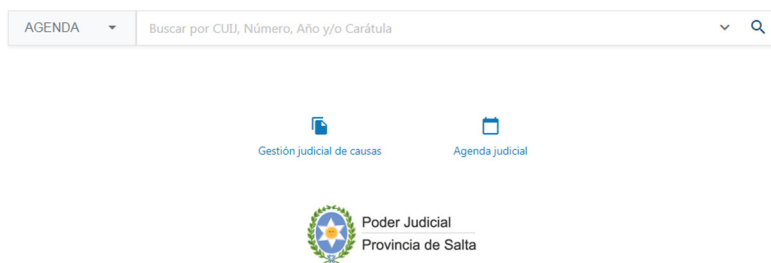 AGENDA Buscar por CUIJ, Número, Año y/o Carátula
Gestión judicial de causas Agenda judicial
Poder Judicial
Provincia de Salta